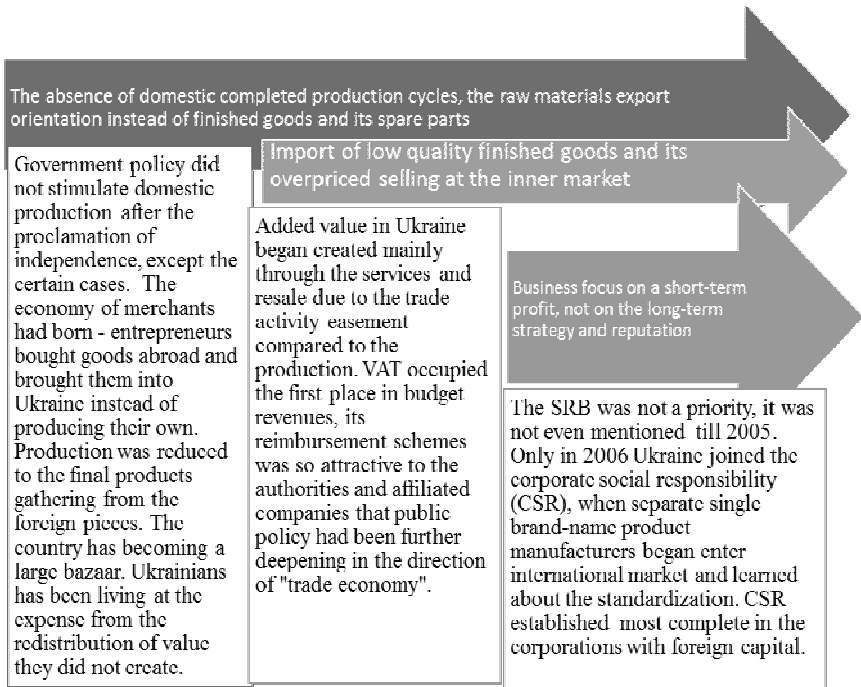 The absence of domestic completed production cycles, the raw materials export
orientation instead of finished goods and its spare parts
Government policy did
not stimulate domestic
production after the
proclamation of
independence, except the
certain cases. The
economy of merchants
had born - entrepreneurs
bought goods abroad and
brought them into
Ukraine instead of
producing their own.
Production was reduced
to the final products
gathering from the
foreign pieces. The
country has becoming a
large bazaar. Ukrainians
has been living at the
expense from the
redistribution of value
they did not create.
Import of low quality finished goods and its
overpriced selling at the inner market
Added value in Ukraine
began created mainly
through the services and
resale due to the trade
activity easement
compared to the
production. VAT occupied
the first place in budget
revenues, its
reimbursement schemes
was so attractive to the
authorities and affiliated
companies that public
policy had been further
deepening in the direction
of "trade economy".
Business focus on a short-term
profit, not on the long-term
strategy and reputation
The SRB was not a priority, it was
not even mentioned till 2005.
Only in 2006 Ukraine joined the
corporate social responsibility
(CSR), when separate single
brand-name product
manufacturers began enter
international market and learned
about the standardization. CSR
established most complete in the
corporations with foreign capital.